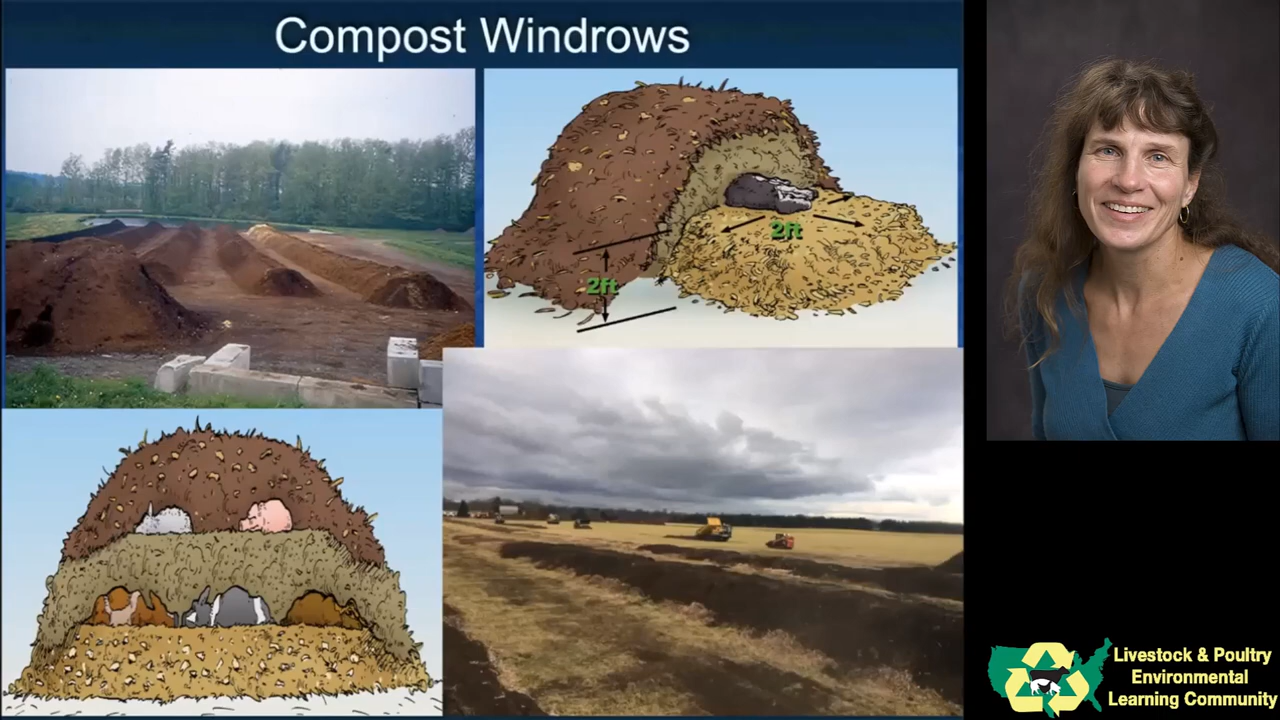 Compost Windrows
2ft
2ft
Livestock & Poultry
Environmental
Learning Community